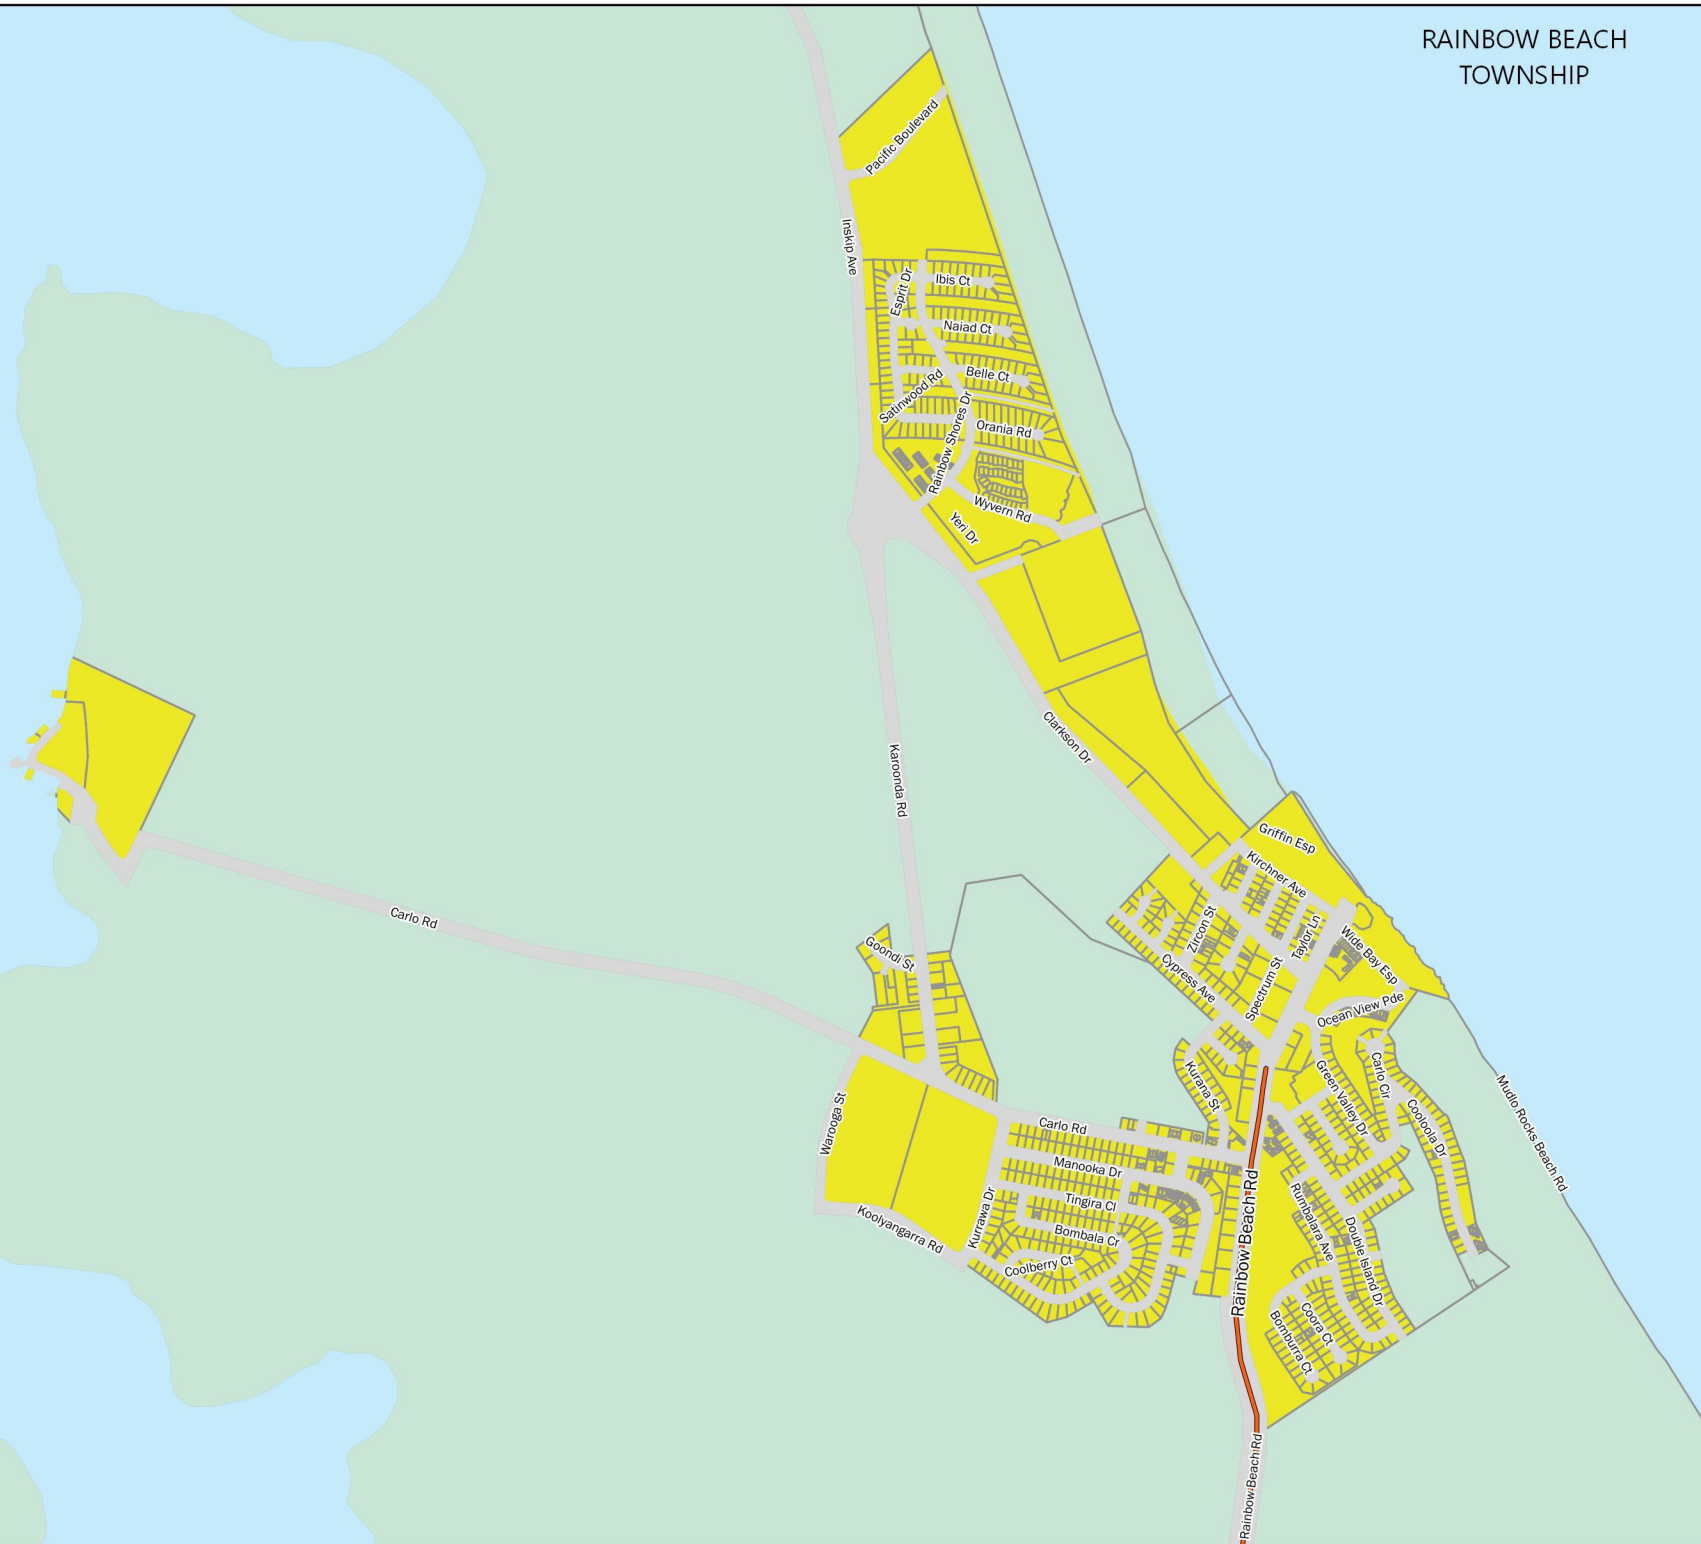 RAINBOW BEACH
TOWNSHIP
Pacific Boulevard
Inskip Ave
Esprit Dr
Ibis Ct
Naiad Ct
Belle Ct
Satinwood Rd
Rainbow Shores Dr
Orania Rd
Wyvern Rd
Yeri Dr
Clarkson Dr
Karoonda Rd
Griffin Esp
Kirchner Ave
Zircon St
Taylor Ln
Wide Bay Esp
Carlo Rd
Goondi St
Cypress Ave
Spectrum St
Ocean View Pde
Kurana St
Green Valley Dr
Carlo Cir
Cooloola Dr
Mudlo Rocks Beach Rd
Warooga St
Carlo Rd
Manooka Dr
Tingira Cl
Bombala Cr
Coolberry Ct
Kurrawa Dr
Koolyangarra Rd
Rainbow Beach Rd
Rumbalara Ave
Double Island Dr
Coora Ct
Bomburra Ct
Rainbow Beach Rd